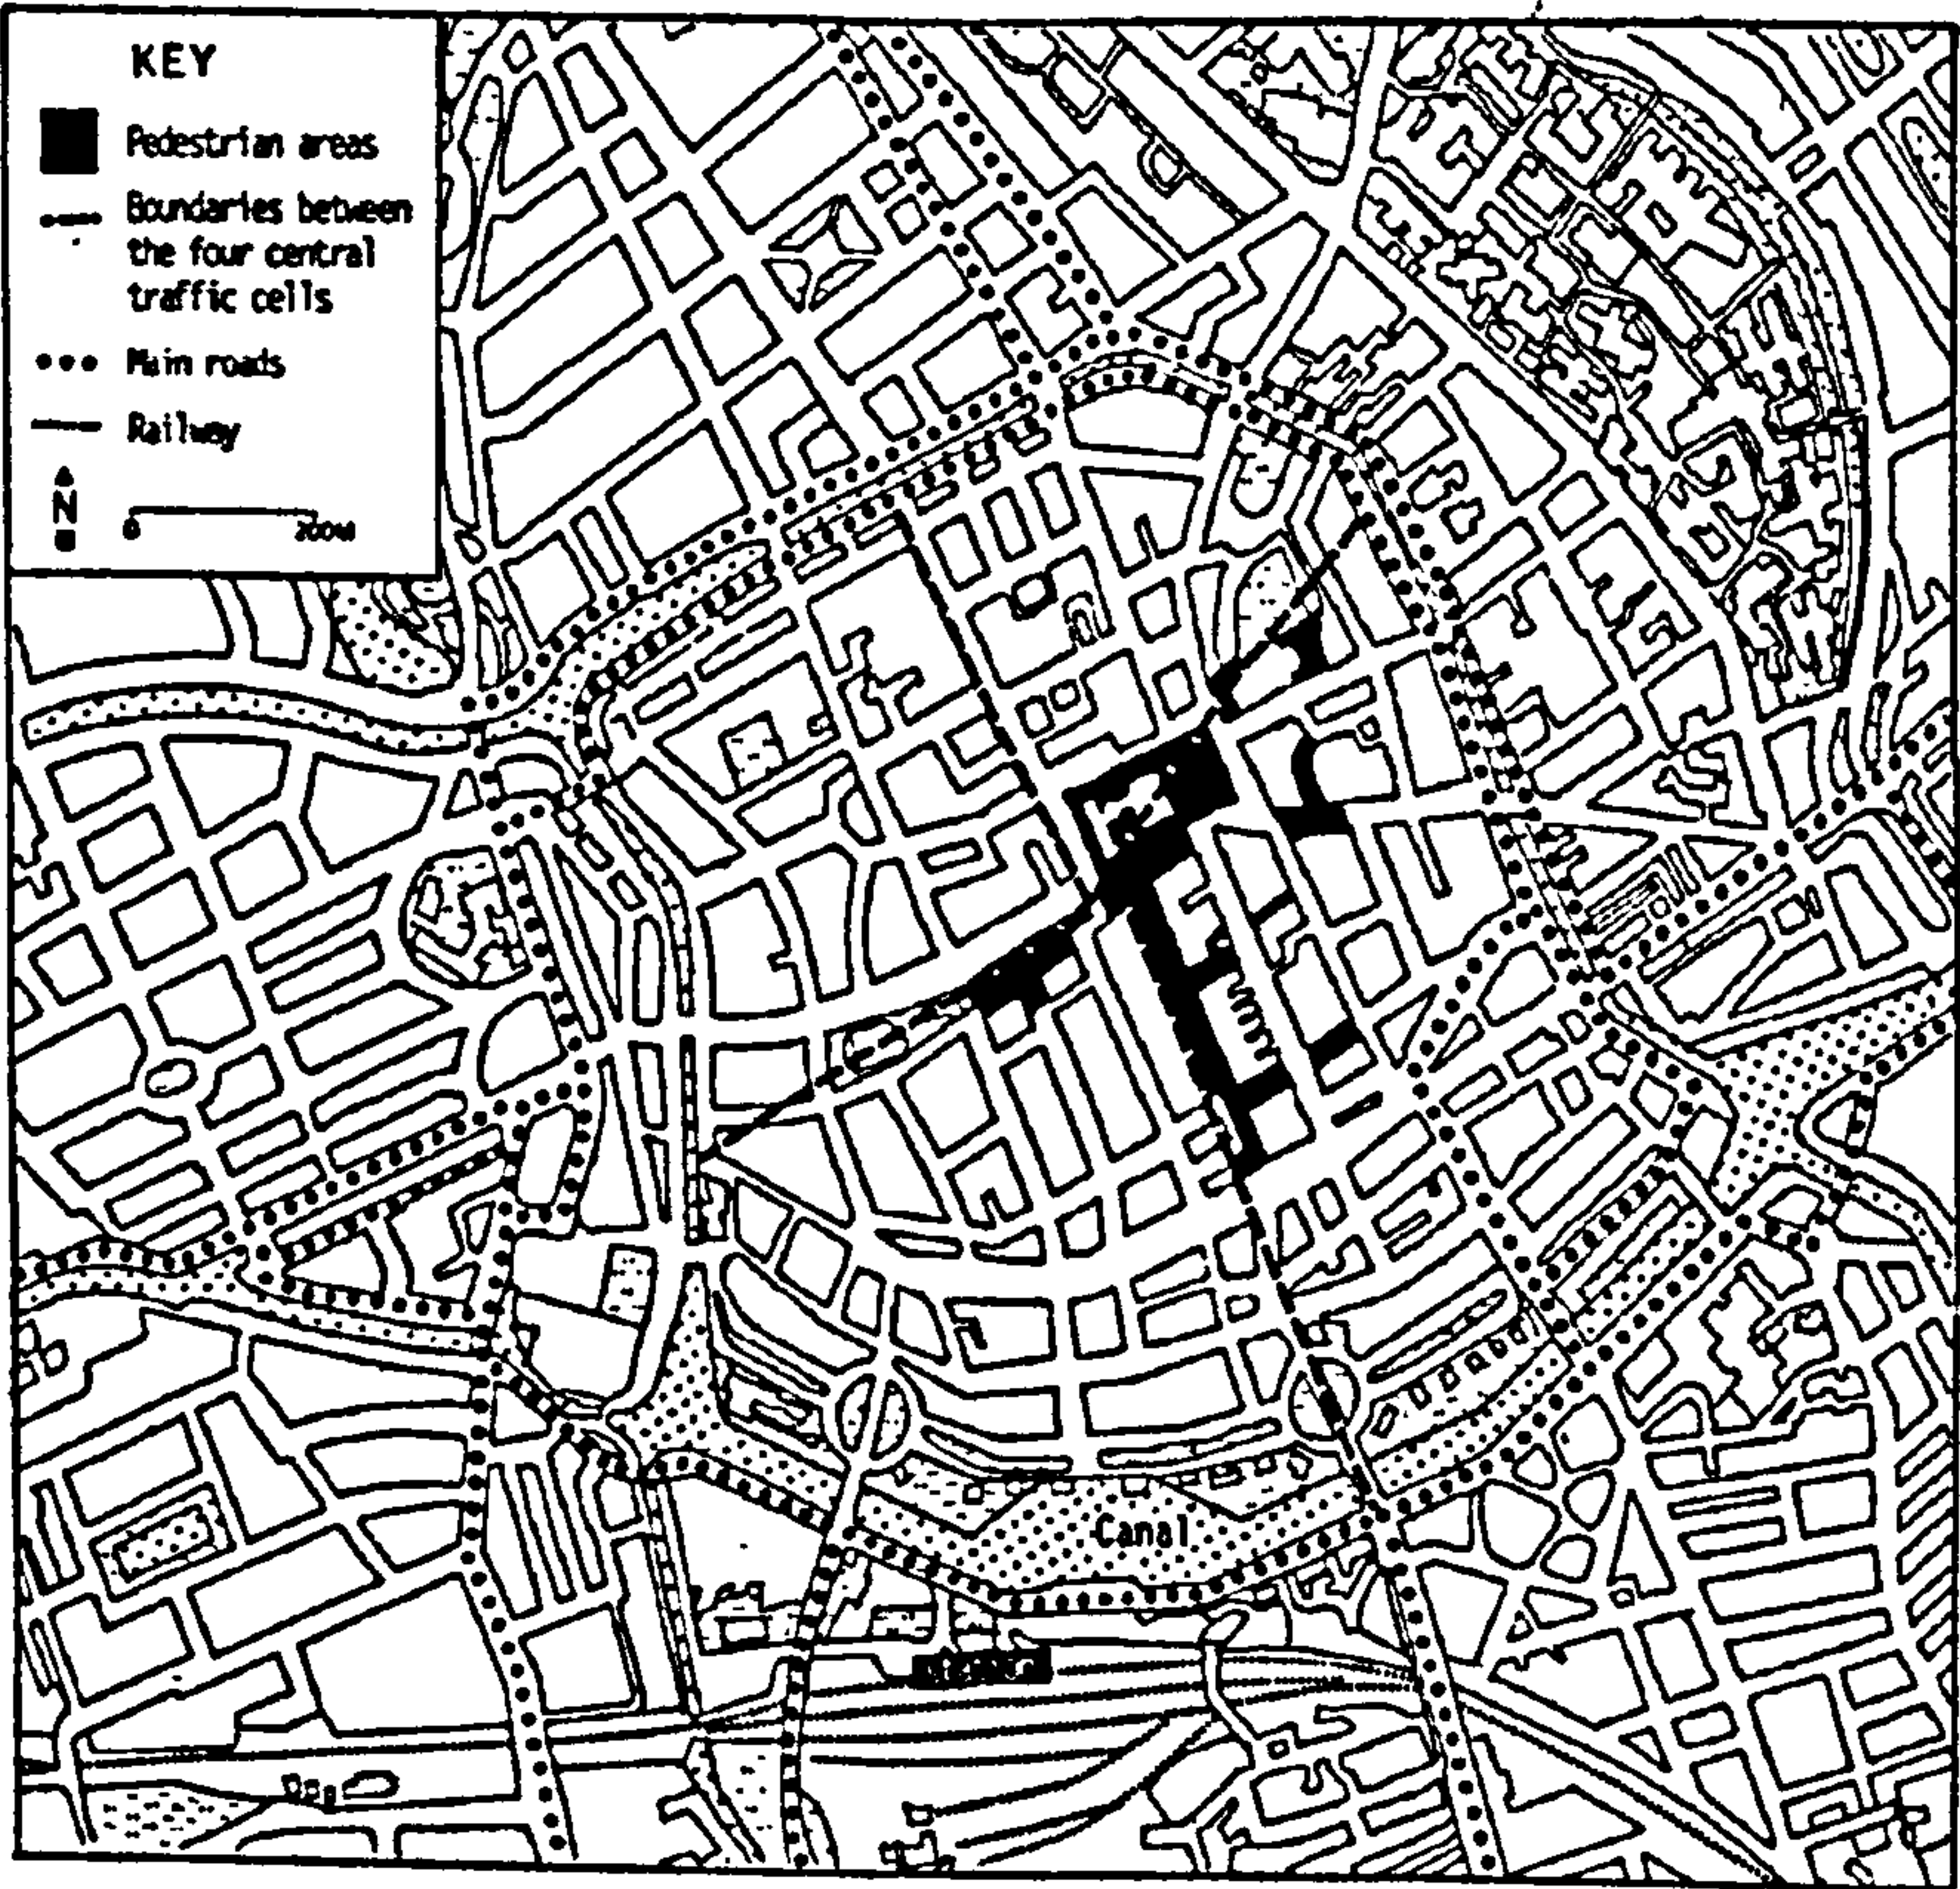 KEY
Pedestrian areas
Boundaries between
the four central
traffic cells
Main roads
Railway
N
0 200M
Canal